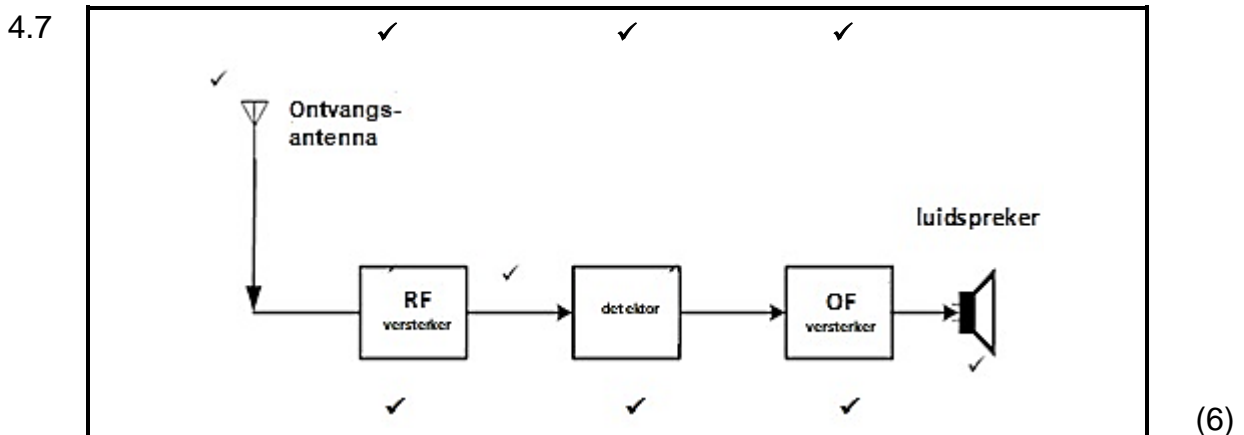 4.7
✓ ✓ ✓
✓
Ontvangs-
antenna
luidspreker
✓
RF
versterker
detektor
OF
versterker
✓
✓ ✓ ✓
(6)